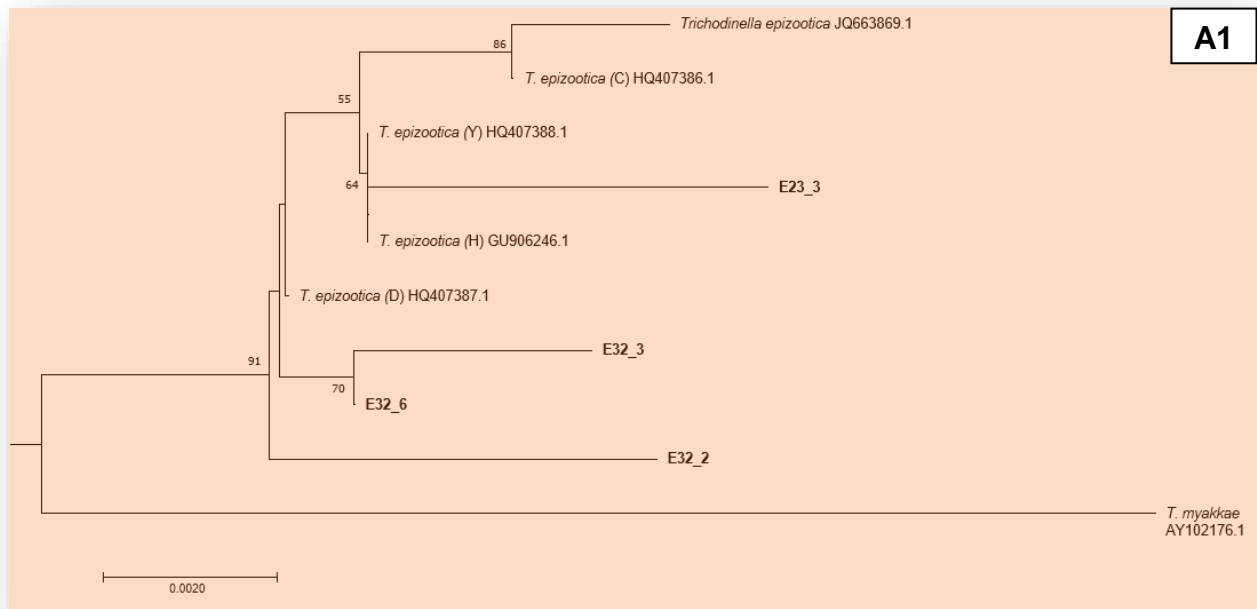 A1
Trichodinella epizootica JQ663869.1
86
T. epizootica (C) HQ407386.1
55
T. epizootica (Y) HQ407388.1
64
E23_3
T. epizootica (H) GU906246.1
T. epizootica (D) HQ407387.1
E32_3
91
70
E32_6
E32_2
T. myakkae
AY102176.1
0.0020